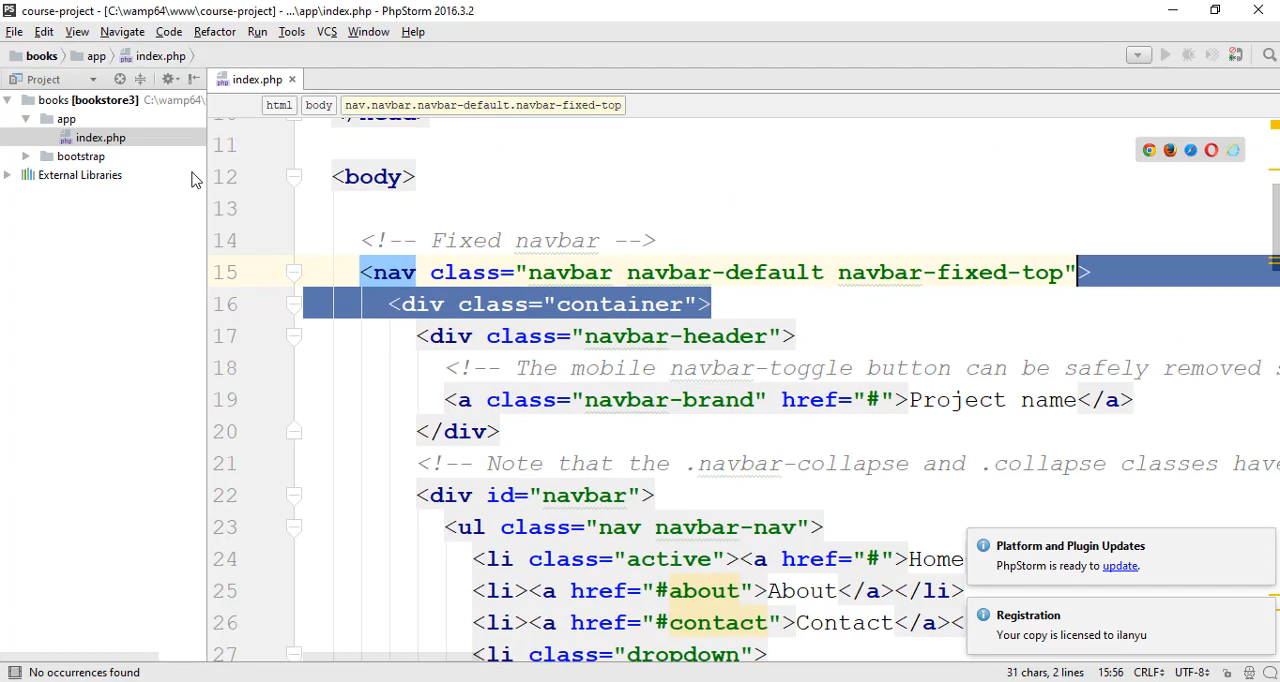 PS course-project - [C:\wamp64\www\course-project] - ...\app\index.php - PhpStorm 2016.3.2
File Edit View Navigate Code Refactor Run Tools VCS Window Help
books app index.php
Project
index.php
books [bookstore3] C:\wamp64\
html body nav.navbar.navbar-default.navbar-fixed-top
app
index.php
bootstrap
External Libraries
11
12 <body>
13
14 <!-- Fixed navbar -->
15 <nav class="navbar navbar-default navbar-fixed-top">
16 <div class="container">
17 <div class="navbar-header">
18 <!-- The mobile navbar-toggle button can be safely removed s
19 <a class="navbar-brand" href="#">Project name</a>
20 </div>
21 <!-- Note that the .navbar-collapse and .collapse classes hav
22 <div id="navbar">
23 <ul class="nav navbar-nav">
24 <li class="active"><a href="#">Home
25 <li><a href="#about">About</a></li>
26 <li><a href="#contact">Contact</a><
27 <li class="dropdown">
Platform and Plugin Updates
PhpStorm is ready to update.
Registration
Your copy is licensed to ilanyu
No occurrences found 31 chars, 2 lines 15:56 CRLF UTF-8